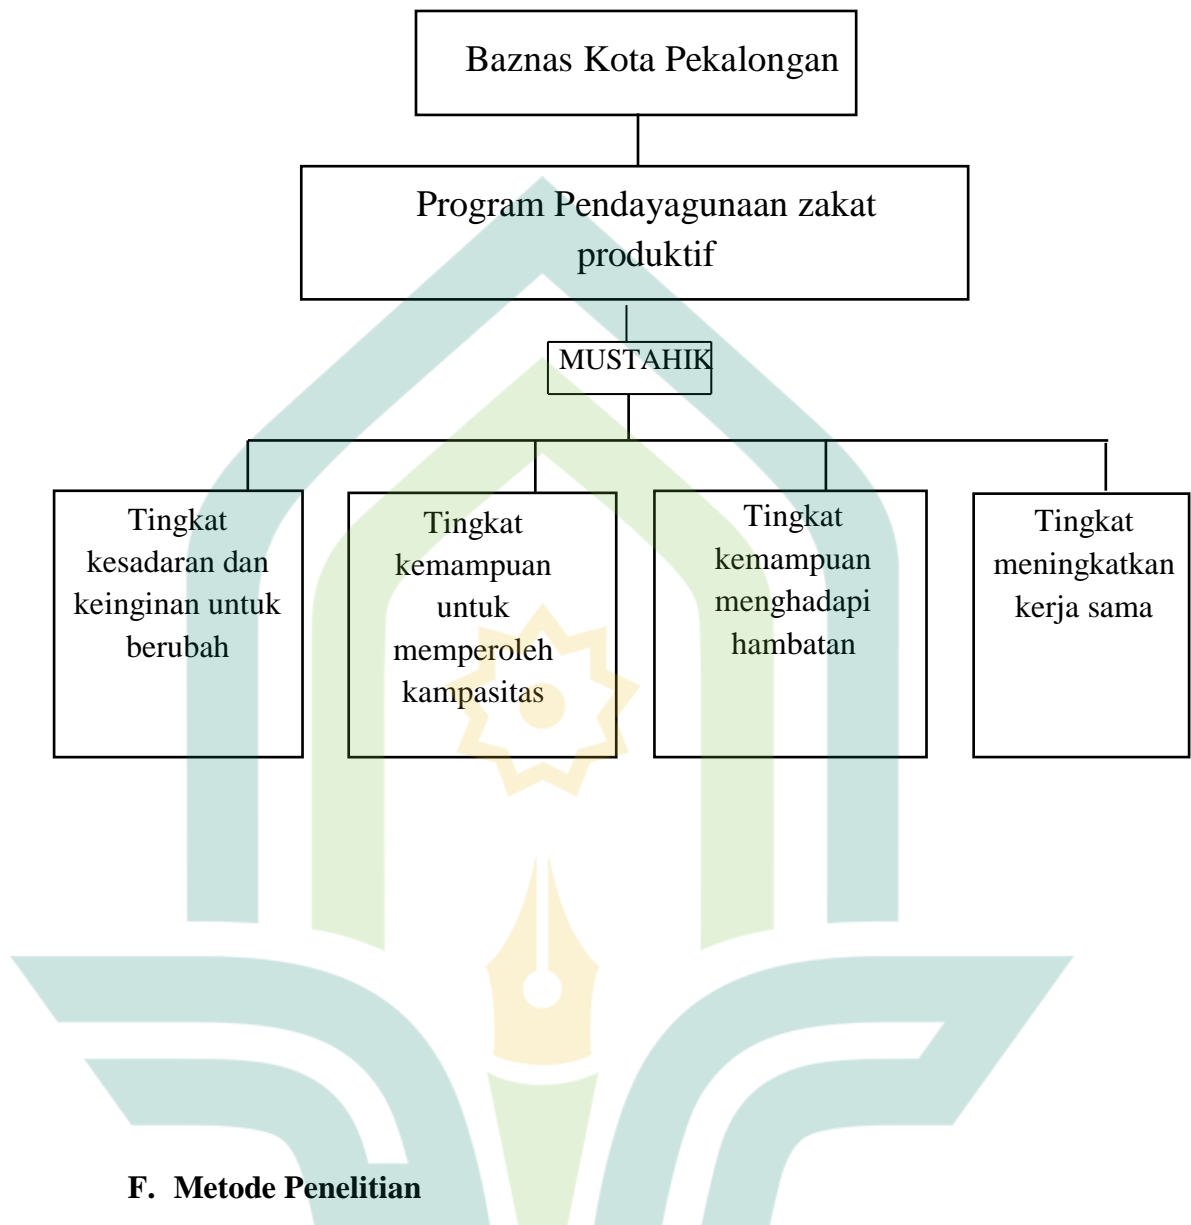 Baznas Kota Pekalongan
Program Pendayagunaan zakat
produktif
MUSTAHIK
Tingkat
kesadaran dan
keinginan untuk
berubah
Tingkat
kemampuan
untuk
memperoleh
kampasitas
Tingkat
kemampuan
menghadapi
hambatan
Tingkat
meningkatkan
kerja sama
F. Metode Penelitian